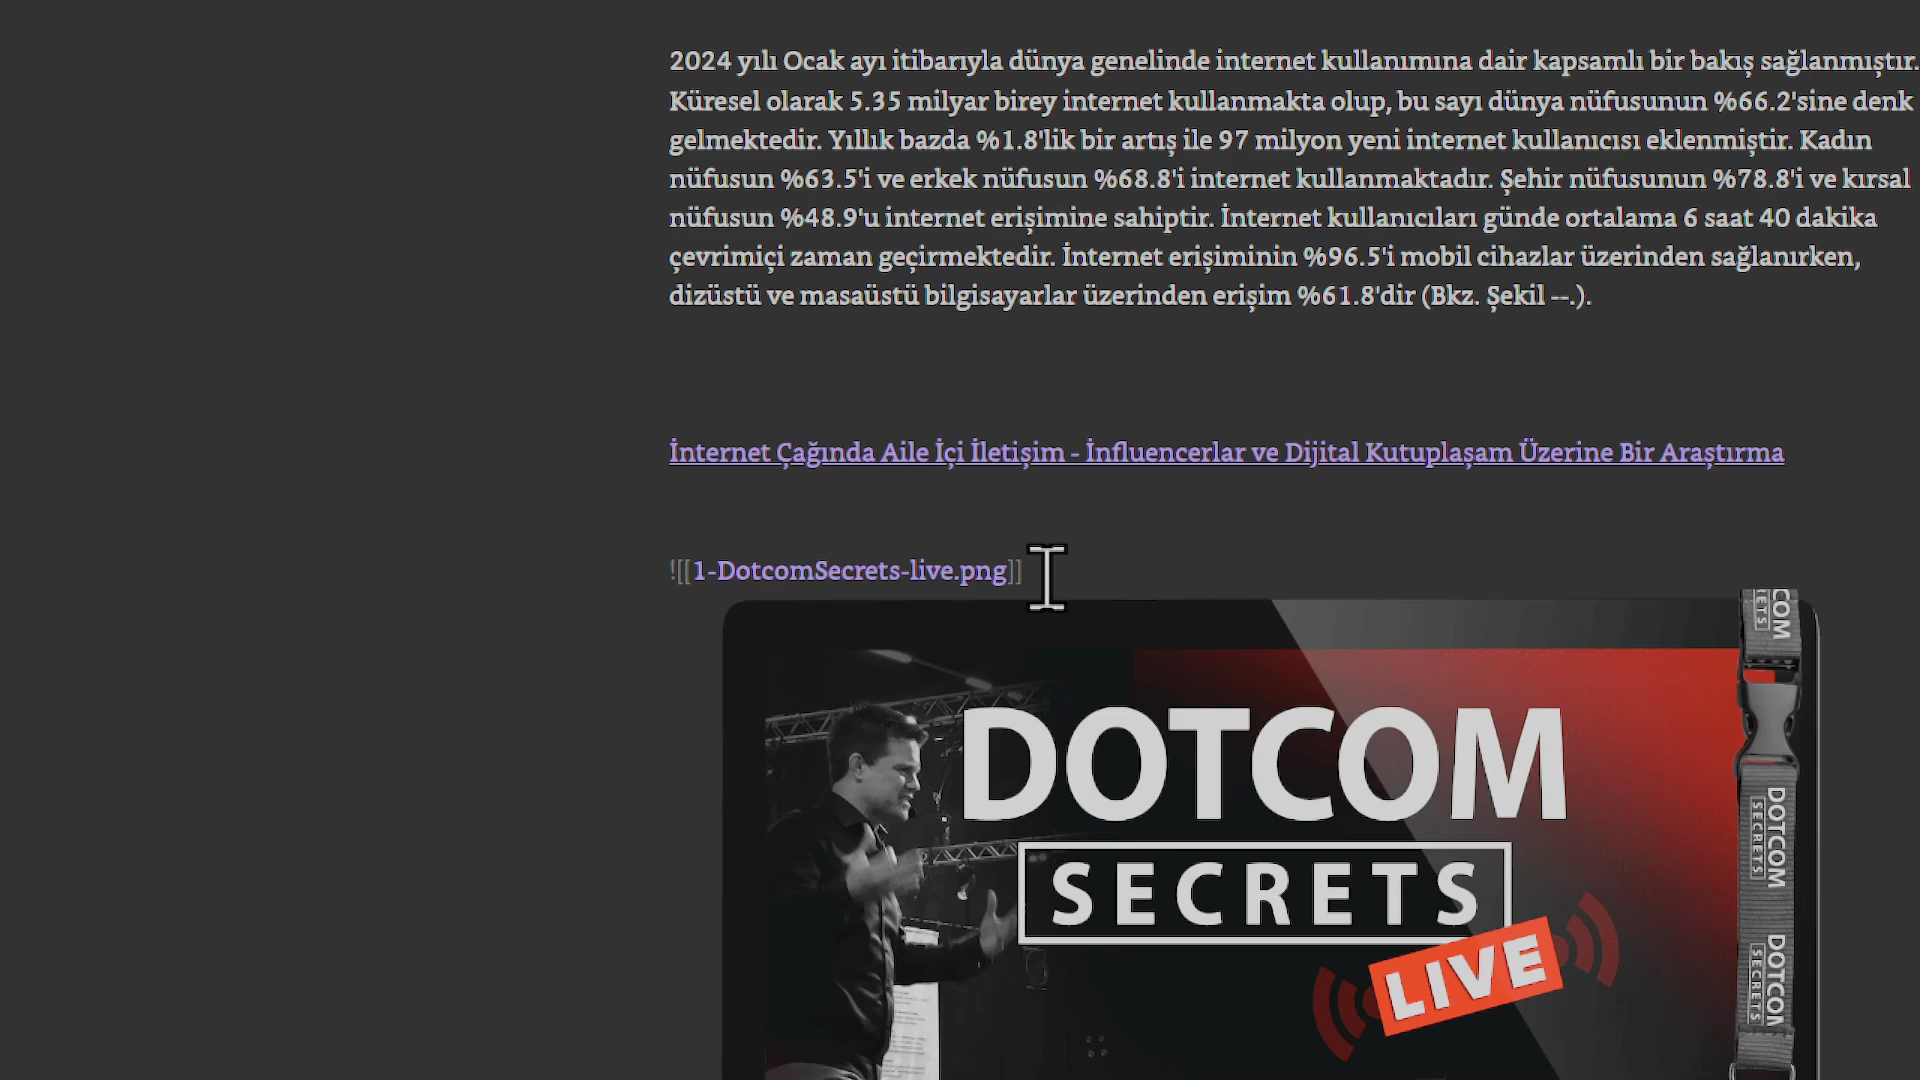 2024 yılı Ocak ayı itibarıyla dünya genelinde internet kullanımına dair kapsamlı bir bakış sağlanmıştır.
Küresel olarak 5.35 milyar birey internet kullanmakta olup, bu sayı dünya nüfusunun %66.2'sine denk
gelmektedir. Yıllık bazda %1.8'lik bir artış ile 97 milyon yeni internet kullanıcısı eklenmiştir. Kadın
nüfusun %63.5'i ve erkek nüfusun %68.8'i internet kullanmaktadır. Şehir nüfusunun %78.8'i ve kırsal
nüfusun %48.9'u internet erişimine sahiptir. İnternet kullanıcıları günde ortalama 6 saat 40 dakika
çevrimiçi zaman geçirmektedir. İnternet erişiminin %96.5'i mobil cihazlar üzerinden sağlanırken,
dizüstü ve masaüstü bilgisayarlar üzerinden erişim %61.8'dir (Bkz. Şekil --.).
İnternet Çağında Aile İçi İletişim - İnfluencerlar ve Dijital Kutuplaşam Üzerine Bir Araştırma
![[1-DotcomSecrets-live.png]]
DOTCOM
SECRETS
LIVE
COM
RETS
DOTCOM
SECRETS
DOTCOM
SECRETS